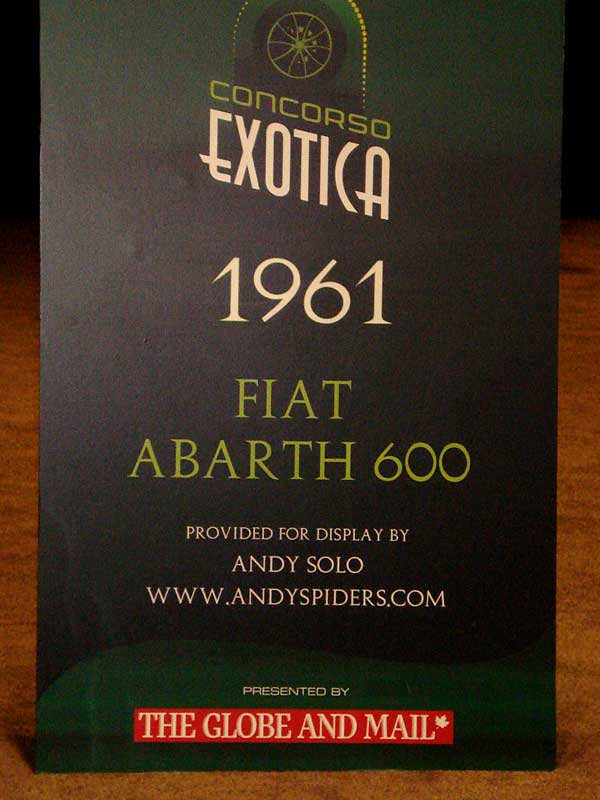 CONCORSO
EXOTICA
1961
FIAT
ABARTH 600
PROVIDED FOR DISPLAY BY
ANDY SOLO
WWW.ANDYSPIDERS.COM
PRESENTED BY
THE GLOBE AND MAIL